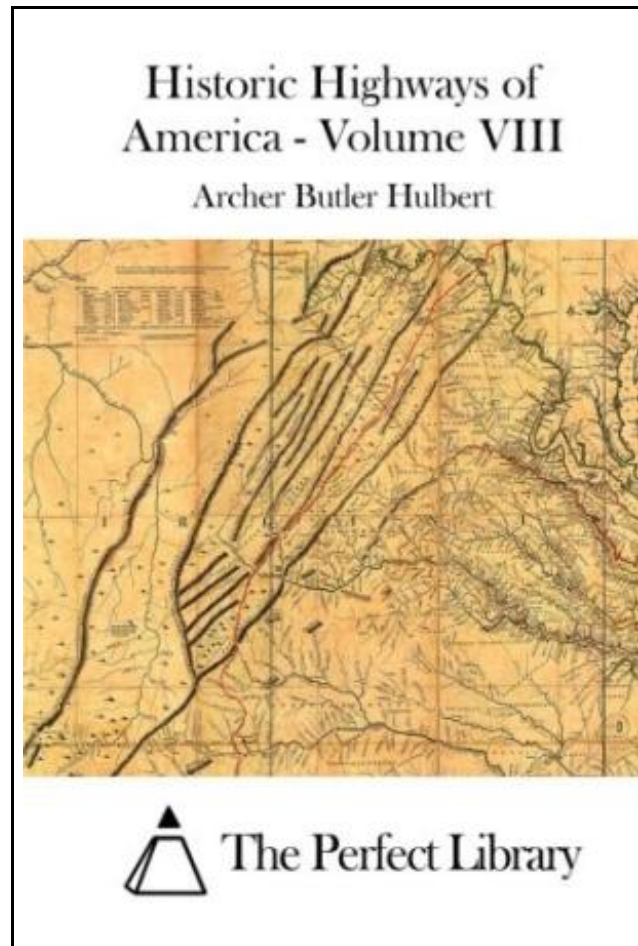 Historic Highways of
America - Volume VIII
Archer Butler Hulbert
The Perfect Library